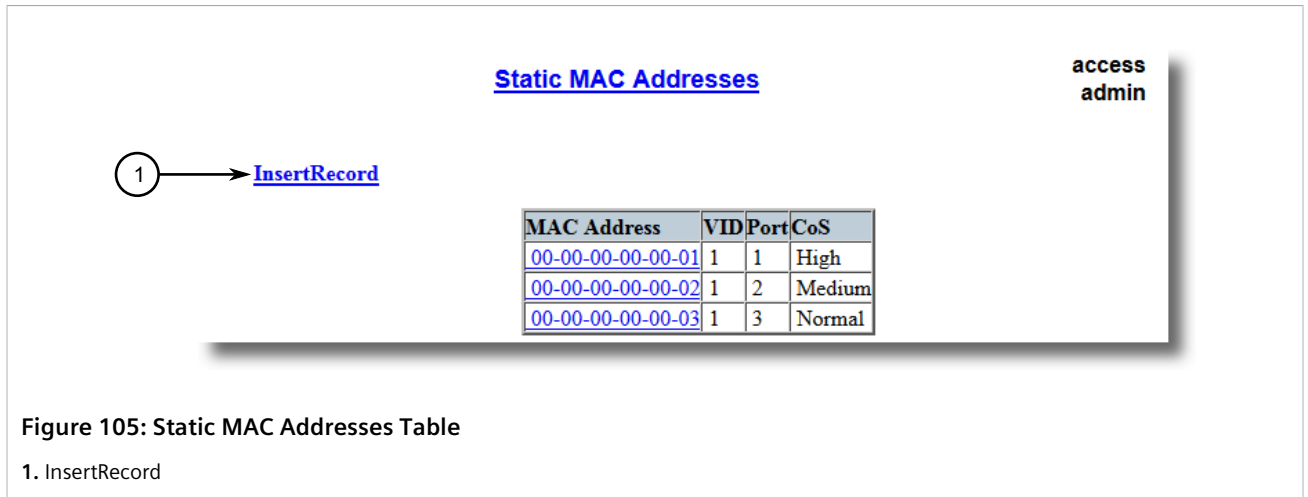 Static MAC Addresses
access
admin
1
InsertRecord
MAC Address VID Port CoS
00-00-00-00-00-01 1 1 High
00-00-00-00-00-02 1 2 Medium
00-00-00-00-00-03 1 3 Normal
Figure 105: Static MAC Addresses Table
1. InsertRecord